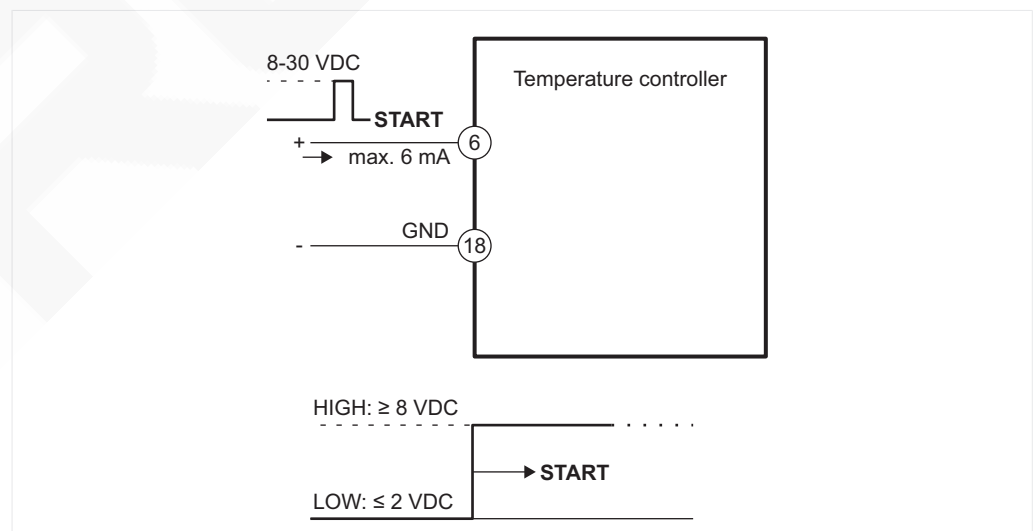 8-30 VDC
Temperature controller
START
+
6
max. 6 mA
GND
-
18
HIGH: ≥ 8 VDC
START
LOW: ≤ 2 VDC